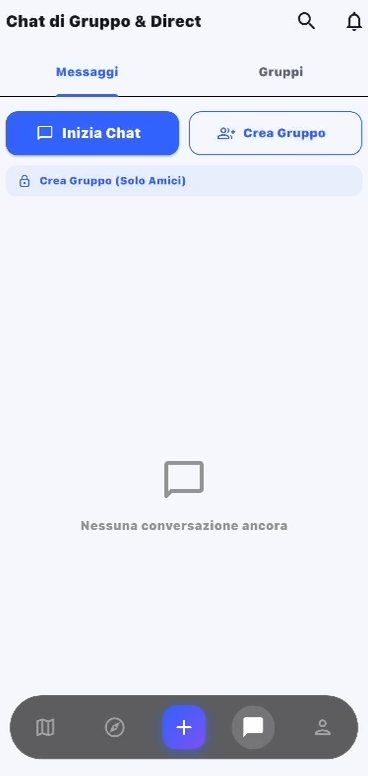 Chat di Gruppo & Direct
Messaggi
Gruppi
Inizia Chat
Crea Gruppo
Crea Gruppo (Solo Amici)
Nessuna conversazione ancora